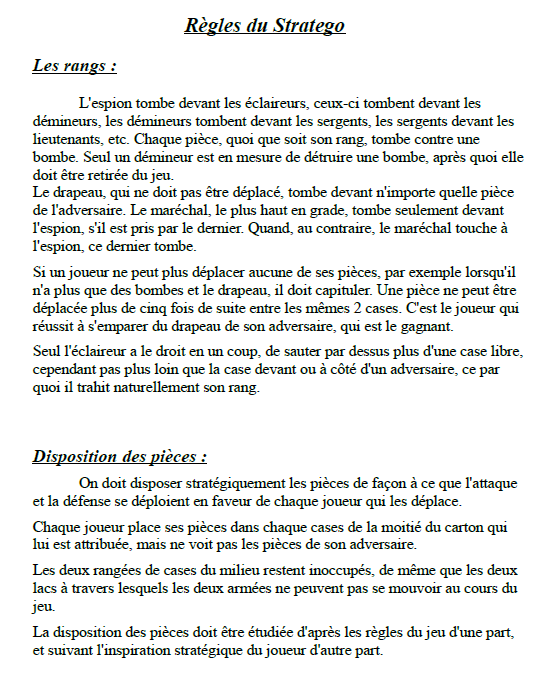 Règles du Stratego
Les rangs :
L'espion tombe devant les éclaireurs, ceux-ci tombent devant les
démineurs, les démineurs tombent devant les sergents, les sergents devant les
lieutenants, etc. Chaque pièce, quoi que soit son rang, tombe contre une
bombe. Seul un démineur est en mesure de détruire une bombe, après quoi elle
doit être retirée du jeu.
Le drapeau, qui ne doit pas être déplacé, tombe devant n'importe quelle pièce
de l'adversaire. Le maréchal, le plus haut en grade, tombe seulement devant
l'espion, s'il est pris par le dernier. Quand, au contraire, le maréchal touche à
l'espion, ce dernier tombe.
Si un joueur ne peut plus déplacer aucune de ses pièces, par exemple lorsqu'il
n'a plus que des bombes et le drapeau, il doit capituler. Une pièce ne peut être
déplacée plus de cinq fois de suite entre les mêmes 2 cases. C'est le joueur qui
réussit à s'emparer du drapeau de son adversaire, qui est le gagnant.
Seul l'éclaireur a le droit en un coup, de sauter par dessus plus d'une case libre,
cependant pas plus loin que la case devant ou à côté d'un adversaire, ce par
quoi il trahit naturellement son rang.
Disposition des pièces :
On doit disposer stratégiquement les pièces de façon à ce que l'attaque
et la défense se déploient en faveur de chaque joueur qui les déplace.
Chaque joueur place ses pièces dans chaque cases de la moitié du carton qui
lui est attribuée, mais ne voit pas les pièces de son adversaire.
Les deux rangées de cases du milieu restent inoccupés, de même que les deux
lacs à travers lesquels les deux armées ne peuvent pas se mouvoir au cours du
jeu.
La disposition des pièces doit être étudiée d'après les règles du jeu d'une part,
et suivant l'inspiration stratégique du joueur d'autre part.